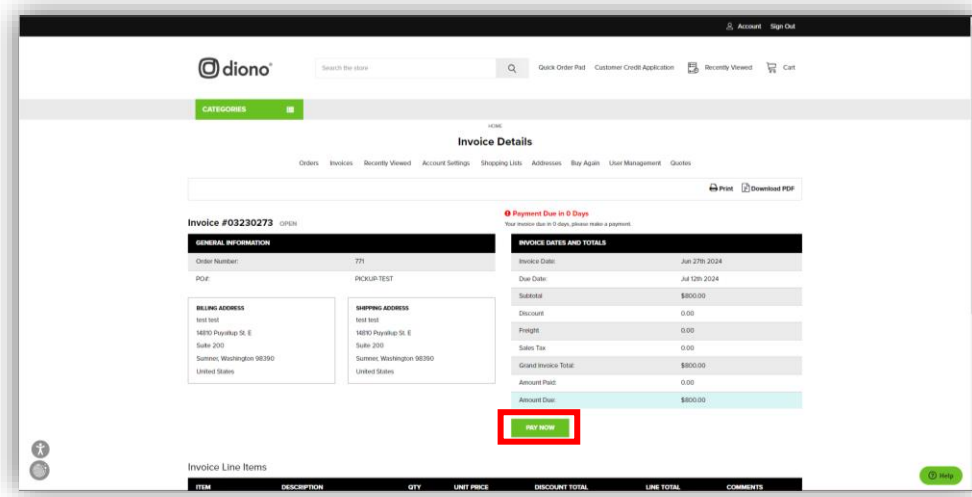 Account Sign Out
diono
Search the store
Quick Order Pad Customer Credit Application Recently Viewed Cart
CATEGORIES
HOME
Invoice Details
Orders Invoices Recently Viewed Account Settings Shopping Lists Addresses Buy Again User Management Quotes
Print Download PDF
Invoice #03230273 OPEN
GENERAL INFORMATION
Order Number: 771
PO#: PICKUP-TEST
BILLING ADDRESS
test test
14810 Puyallup St. E
Suite 200
Sumner, Washington 98390
United States
SHIPPING ADDRESS
test test
14810 Puyallup St. E
Suite 200
Sumner, Washington 98390
United States
Payment Due in 0 Days
Your invoice due in 0 days, please make a payment.
INVOICE DATES AND TOTALS
Invoice Date: Jun 27th 2024
Due Date: Jul 12th 2024
Subtotal $800.00
Discount 0.00
Freight 0.00
Sales Tax 0.00
Grand Invoice Total: $800.00
Amount Paid: 0.00
Amount Due: $800.00
PAY NOW
Invoice Line Items
ITEM DESCRIPTION QTY UNIT PRICE DISCOUNT TOTAL LINE TOTAL COMMENTS
Help